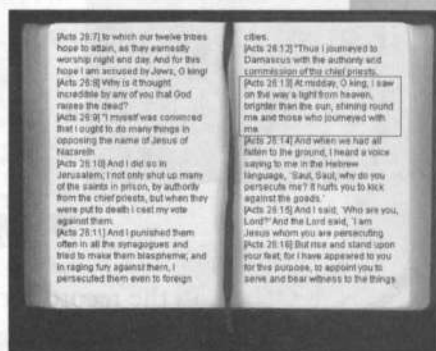 [Acts 26:7] to which our twelve tribes
hope to attain, as they earnestly
worship night and day. And for this
hope I am accused by Jews, O king!
[Acts 26:8] Why is it thought
incredible by any of you that God
raises the dead?
[Acts 26:9] "I myself was convinced
that I ought to do many things in
opposing the name of Jesus of
Nazareth.
[Acts 26:10] And I did so in
Jerusalem; I not only shut up many
of the saints in prison, by authority
from the chief priests, but when they
were put to death I cast my vote
against them.
[Acts 26:11] And I punished them
often in all the synagogues and
tried to make them blaspheme; and
in raging fury against them, I
persecuted them even to foreign
cities.
[Acts 26:12] "Thus I journeyed to
Damascus with the authority and
commission of the chief priests.
[Acts 26:13] At midday, O king, I saw
on the way a light from heaven,
brighter than the sun, shining round
me and those who journeyed with
me.
[Acts 26:14] And when we had all
fallen to the ground, I heard a voice
saying to me in the Hebrew
language, 'Saul, Saul, why do you
persecute me? It hurts you to kick
against the goads.'
[Acts 26:15] And I said, 'Who are you,
Lord?' And the Lord said, 'I am
Jesus whom you are persecuting.
[Acts 26:16] But rise and stand upon
your feet; for I have appeared to you
for this purpose, to appoint you to
serve and bear witness to the things